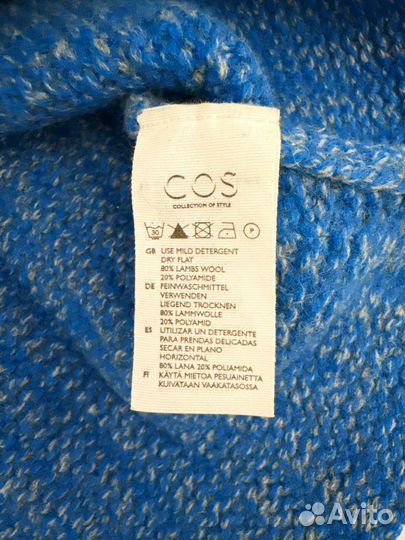 COS
COLLECTION OF STYLE
30 P
GB USE MILD DETERGENT
DRY FLAT
80% LAMBS WOOL
20% POLYAMIDE
DE FEINWASCHMITTEL
VERWENDEN
LIEGEND TROCKNEN
80% LAMMWOLLE
20% POLYAMID
ES UTILIZAR UN DETERGENTE
PARA PRENDAS DELICADAS
SECAR EN PLANO
HORIZONTAL
80% LANA 20% POLIAMIDA
FI KÄYTÄ MIETOA PESUAINETTA
KUIVATAAN VAAKATASOSSA
Avito